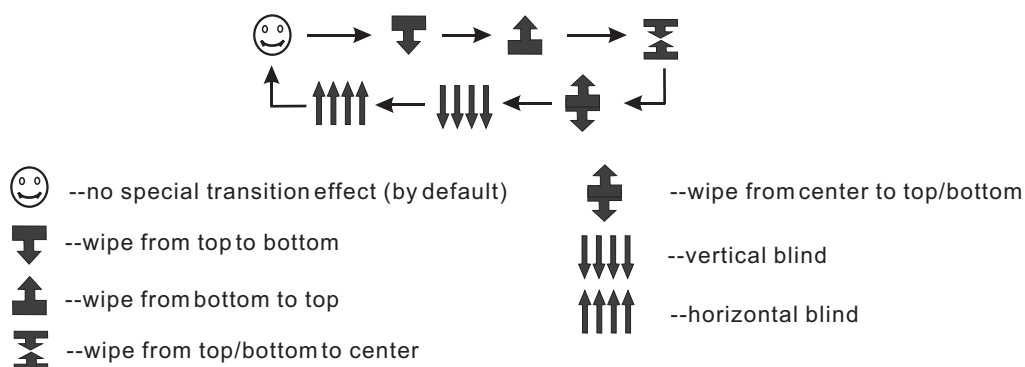 --no special transition effect (by default)
--wipe from top to bottom
--wipe from bottom to top
--wipe from top/bottom to center
--wipe from center to top/bottom
--vertical blind
--horizontal blind